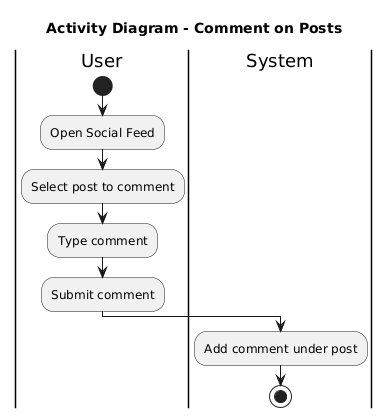 Activity Diagram - Comment on Posts
User
System
Open Social Feed
Select post to comment
Type comment
Submit comment
Add comment under post